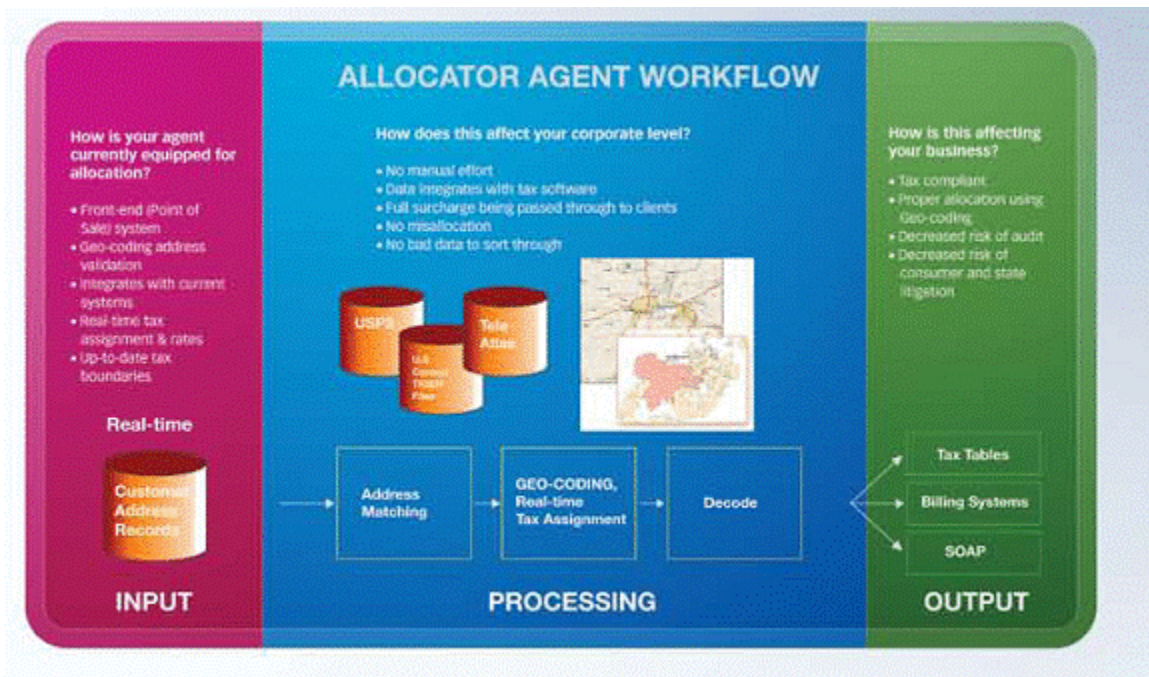 ALLOCATOR AGENT WORKFLOW
How is your agent
currently equipped for
allocation?
• Front-end (Point of
Sale) system
• Geo-coding address
validation
• Integrates with current
systems
• Real-time tax
assignment & rates
• Up-to-date tax
boundaries
Real-time
Customer
Address
Records
INPUT
How does this affect your corporate level?
• No manual effort
• Data integrates with tax software
• Full surcharge being passed through to clients
• No misallocation
• No bad data to sort through
USPS
U.S
Census
TIGER
Files
Tele
Atlas
Address
Matching
GEO-CODING,
Real-time
Tax Assignment
Decode
PROCESSING
How is this affecting
your business?
• Tax compliant
• Proper allocation using
Geo-coding
• Decreased risk of audit
• Decreased risk of
consumer and state
litigation
Tax Tables
Billing Systems
SOAP
OUTPUT